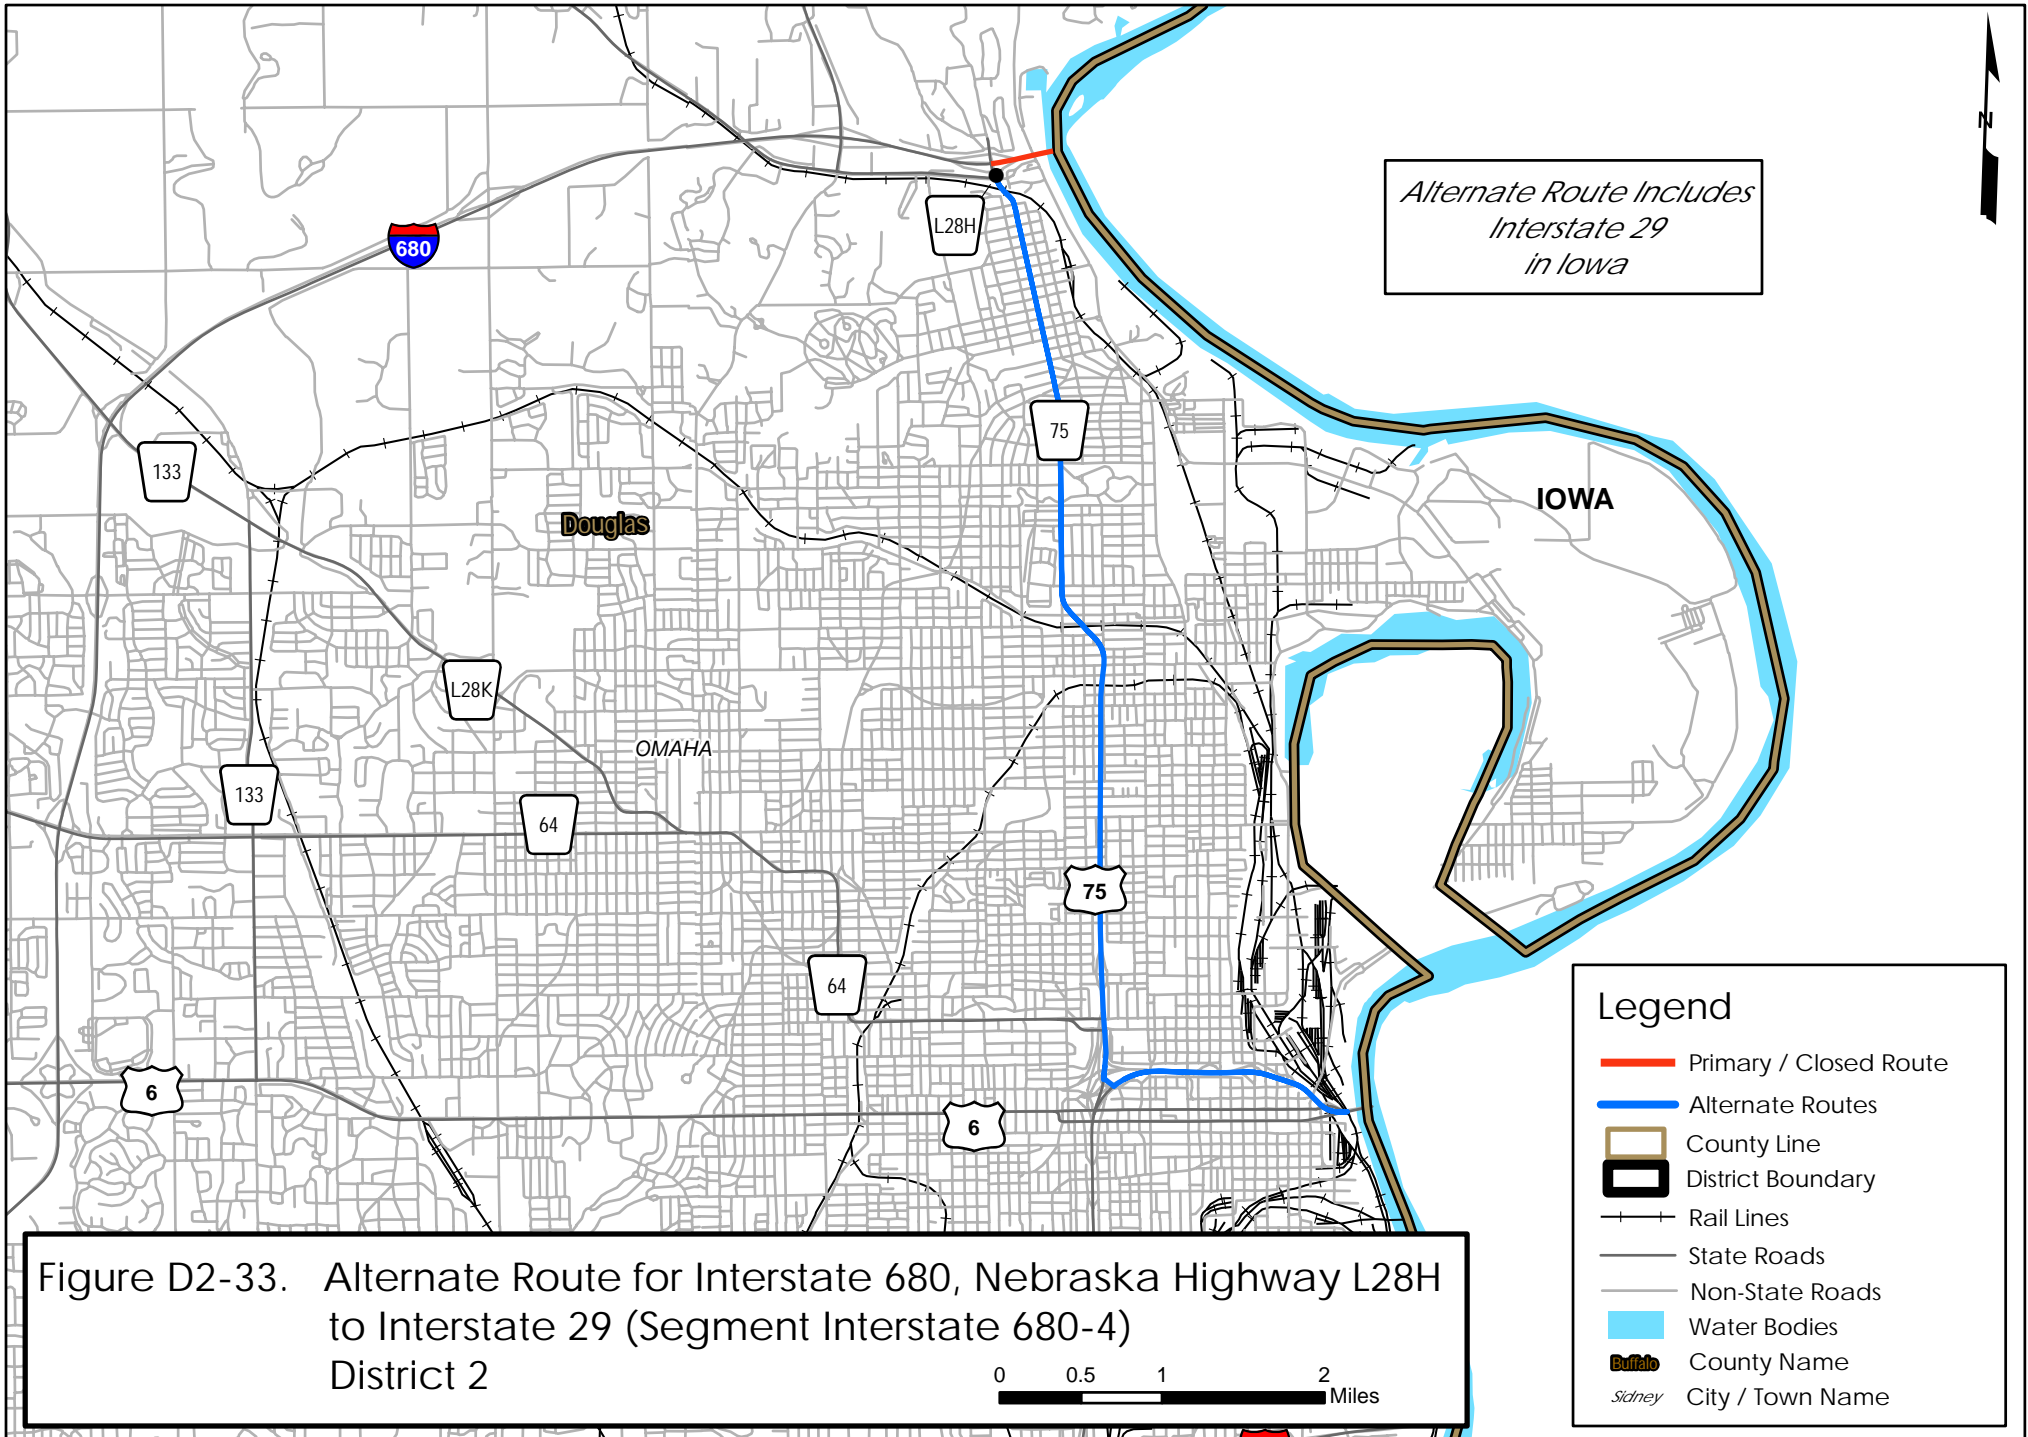 N
Alternate Route Includes
Interstate 29
in Iowa
L28H
680
75
133
IOWA
Douglas
L28K
OMAHA
133
64
75
64
6
6
Legend
Primary / Closed Route
Alternate Routes
County Line
District Boundary
Rail Lines
State Roads
Non-State Roads
Water Bodies
Buffalo County Name
Sidney City / Town Name
Figure D2-33. Alternate Route for Interstate 680, Nebraska Highway L28H
to Interstate 29 (Segment Interstate 680-4)
District 2
0 0.5 1 2
Miles